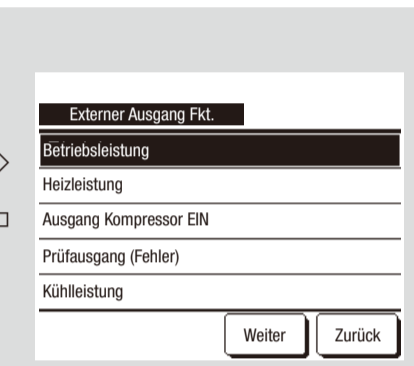 Externer Ausgang Fkt.
Betriebsleistung
Heizleistung
Ausgang Kompressor EIN
Prüfausgang (Fehler)
Kühlleistung
Weiter Zurück